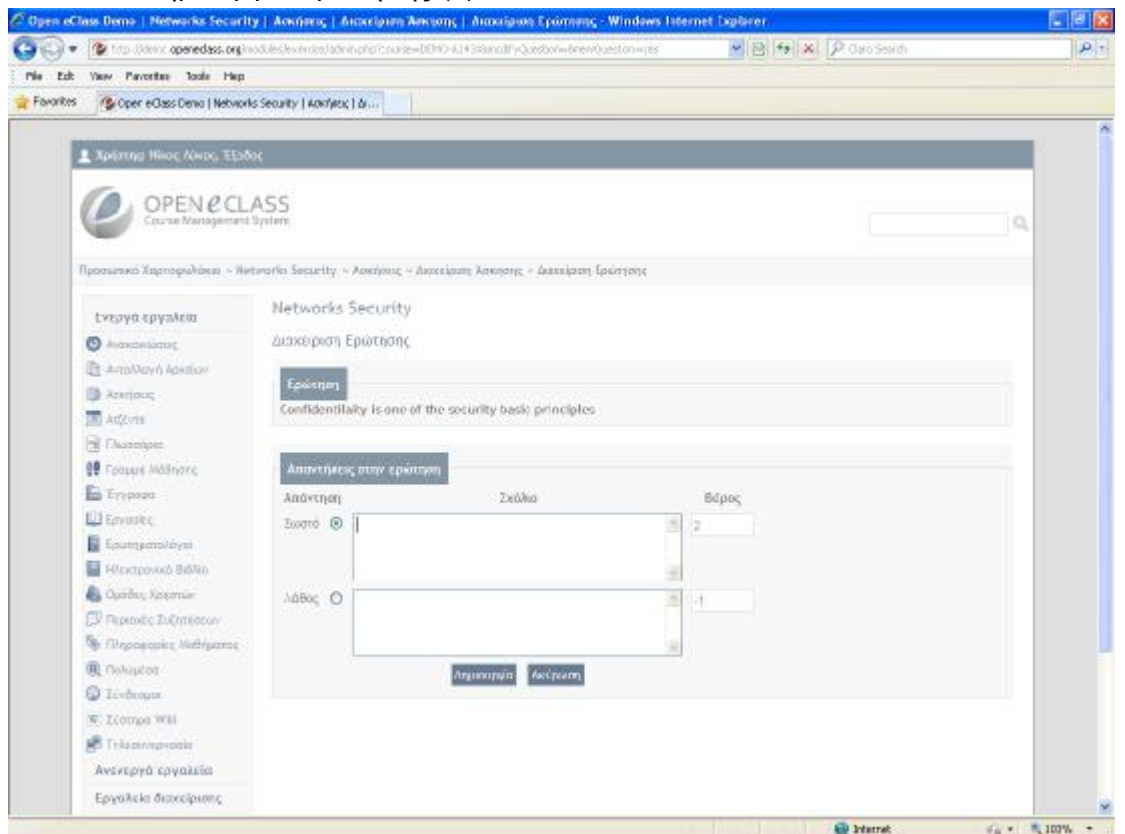 Open eClass Demo | Networks Security | Ασκήσεις | Διαχείριση Άσκησης | Διαχείριση Ερώτησης - Windows Internet Explorer
File Edit View Favorites Tools Help
Favorites Open eClass Demo | Networks Security | Ασκήσεις | Δι...
Χρήστης: Νίκος Λύκος, Έξοδος
OPEN eCLASS
Course Management System
Προσωπικό Χαρτοφυλάκιο » Networks Security » Ασκήσεις » Διαχείριση Άσκησης » Διαχείριση Ερώτησης
Ενεργά εργαλεία
Ανακοινώσεις
Ανταλλαγή Αρχείων
Ασκήσεις
Ατζέντα
Γλωσσάριο
Γραμμή Μάθησης
Έγγραφα
Εργασίες
Ερωτηματολόγια
Ηλεκτρονικό Βιβλίο
Ομάδες Χρηστών
Περιοχές Συζητήσεων
Πληροφορίες Μαθήματος
Πολυμέσα
Σύνδεσμοι
Σύστημα Wiki
Τηλεσυνεργασία
Ανενεργά εργαλεία
Εργαλεία διαχείρισης
Networks Security
Διαχείριση Ερώτησης
Ερώτηση
Confidentilaity is one of the security basic principles
Απαντήσεις στην ερώτηση
Απάντηση Σχόλιο Βάρος
Σωστό 2
Λάθος -1
Δημιουργία Ακύρωση
Internet 100%